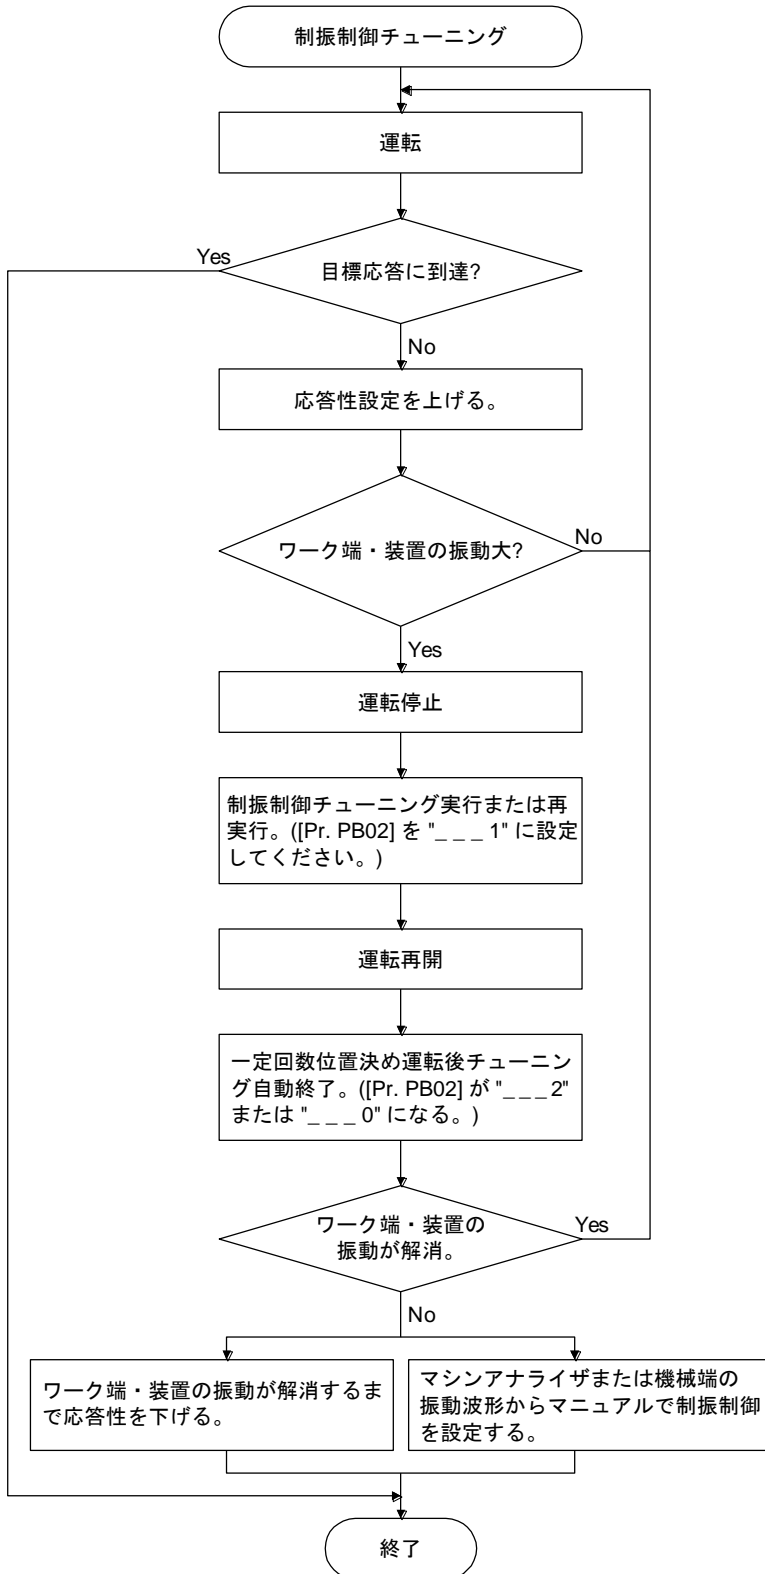 制振制御チューニング
運転
Yes
目標応答に到達?
No
応答性設定を上げる。
ワーク端・装置の振動大?
No
Yes
運転停止
制振制御チューニング実行または再
実行。([Pr. PB02] を "_ _ _ 1" に設定
してください。)
運転再開
一定回数位置決め運転後チューニン
グ自動終了。([Pr. PB02] が "_ _ _ 2"
または "_ _ _ 0" になる。)
ワーク端・装置の
振動が解消。
Yes
No
ワーク端・装置の振動が解消するま
で応答性を下げる。
マシンアナライザまたは機械端の
振動波形からマニュアルで制振制御
を設定する。
終了